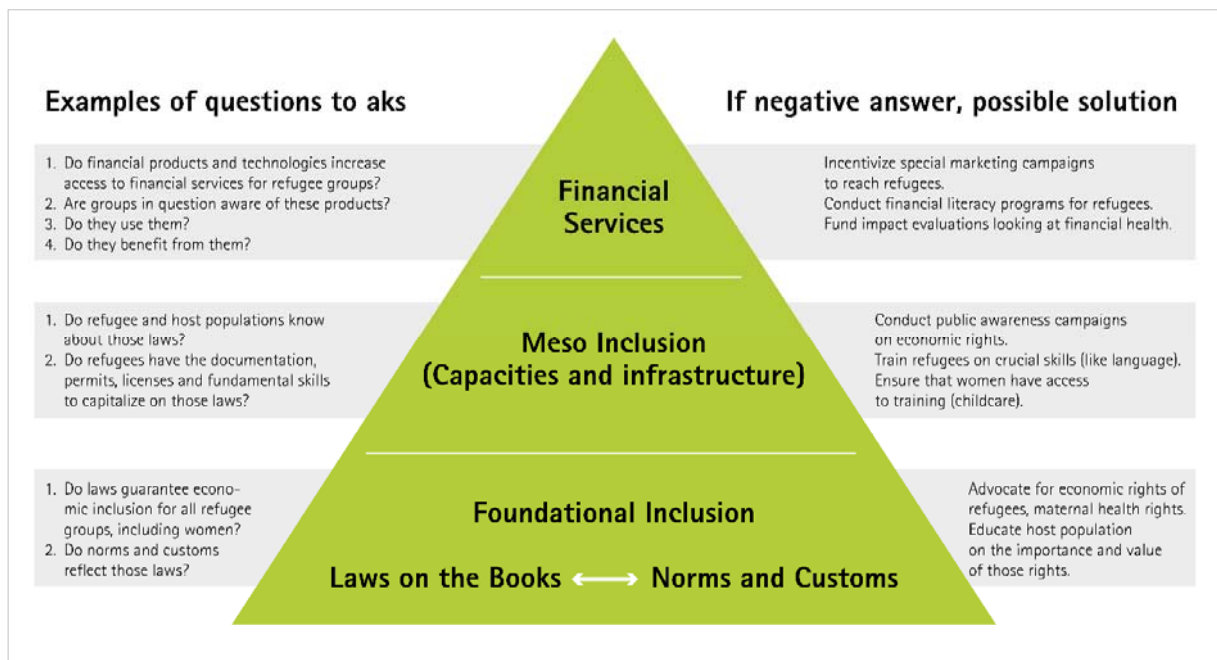 Examples of questions to aks
If negative answer, possible solution
1. Do financial products and technologies increase
access to financial services for refugee groups?
2. Are groups in question aware of these products?
3. Do they use them?
4. Do they benefit from them?
Financial
Services
Incentivize special marketing campaigns
to reach refugees.
Conduct financial literacy programs for refugees.
Fund impact evaluations looking at financial health.
1. Do refugee and host populations know
about those laws?
2. Do refugees have the documentation,
permits, licenses and fundamental skills
to capitalize on those laws?
Meso Inclusion
(Capacities and infrastructure)
Conduct public awareness campaigns
on economic rights.
Train refugees on crucial skills (like language).
Ensure that women have access
to training (childcare).
1. Do laws guarantee econo-
mic inclusion for all refugee
groups, including women?
2. Do norms and customs
reflect those laws?
Foundational Inclusion
Laws on the Books ⟷ Norms and Customs
Advocate for economic rights of
refugees, maternal health rights.
Educate host population
on the importance and value
of those rights.